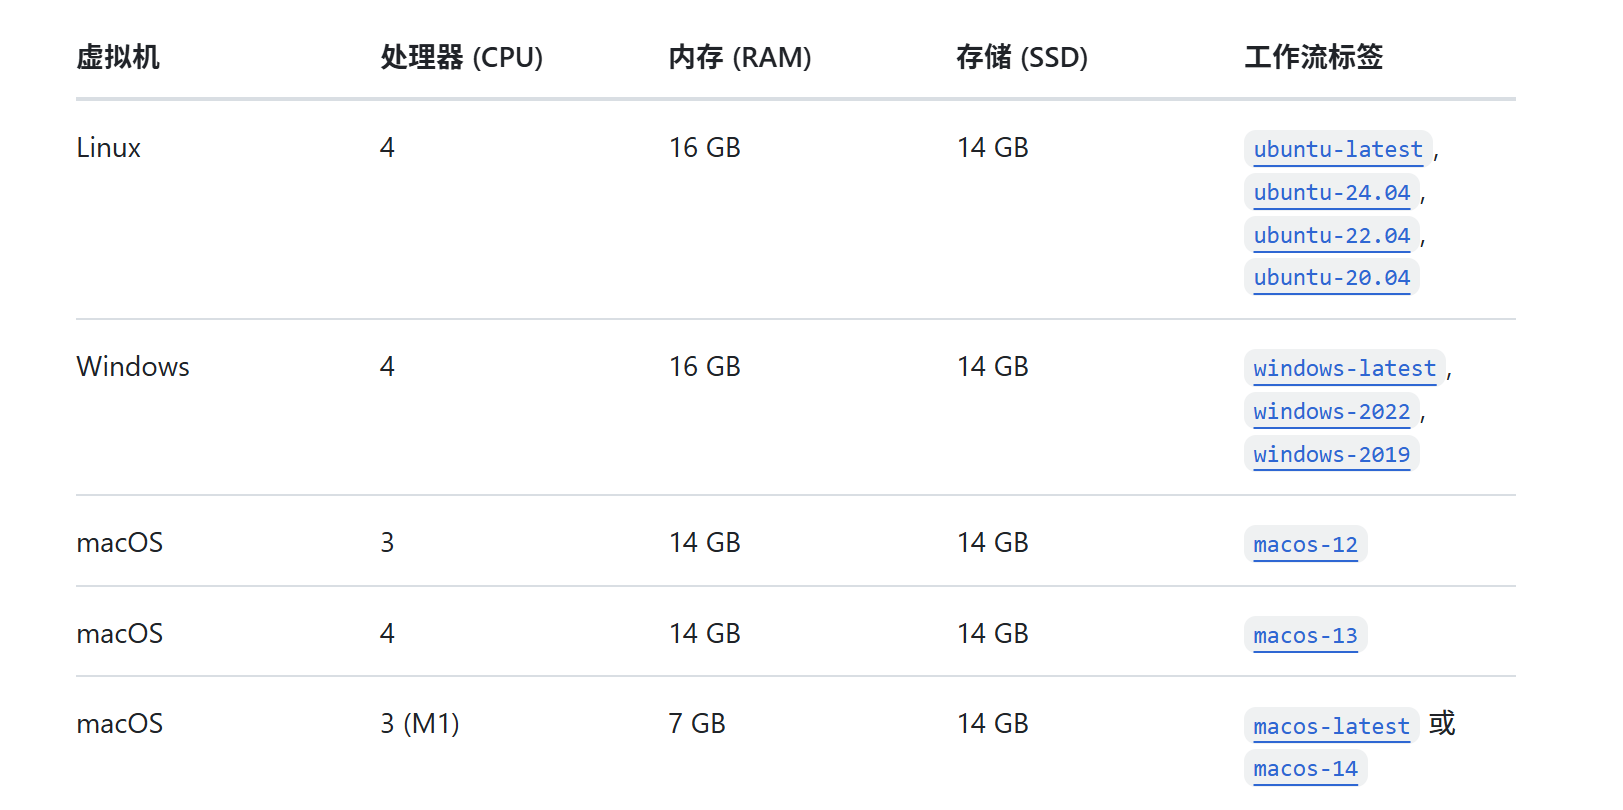 虚拟机 处理器 (CPU) 内存 (RAM) 存储 (SSD) 工作流标签
Linux 4 16 GB 14 GB ubuntu-latest,
ubuntu-24.04,
ubuntu-22.04,
ubuntu-20.04
Windows 4 16 GB 14 GB windows-latest,
windows-2022,
windows-2019
macOS 3 14 GB 14 GB macos-12
macOS 4 14 GB 14 GB macos-13
macOS 3 (M1) 7 GB 14 GB macos-latest 或
macos-14